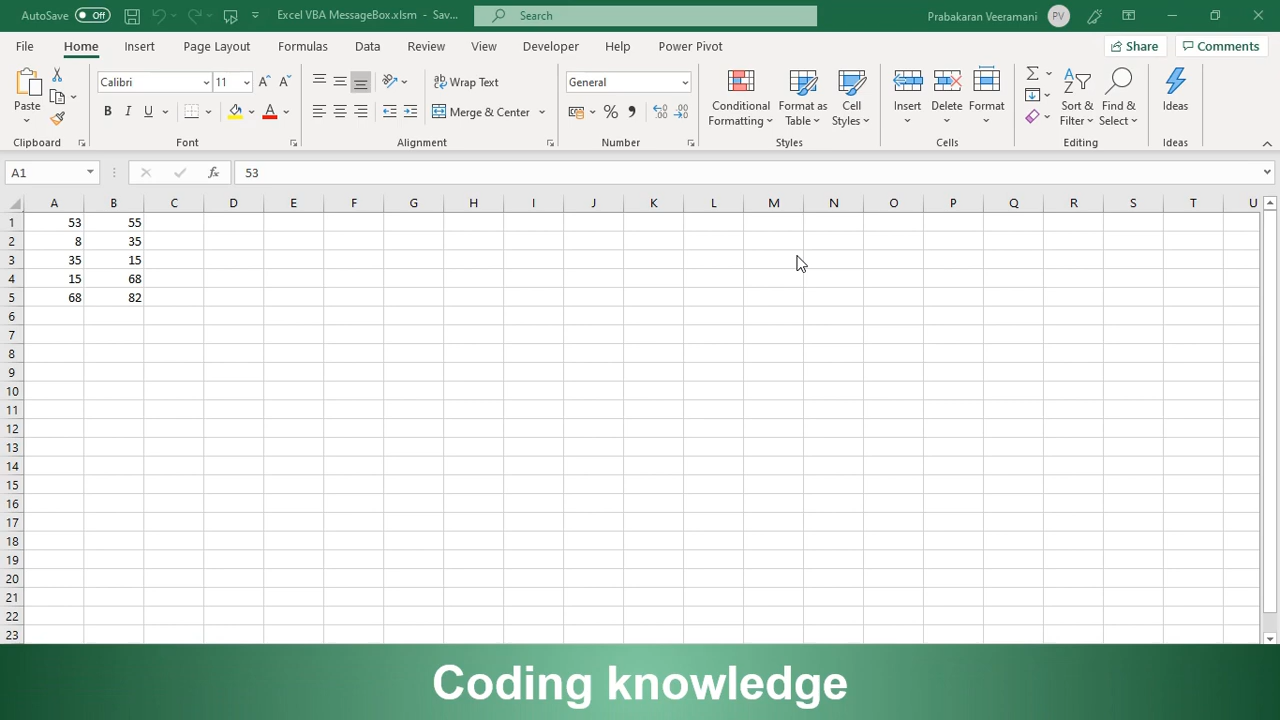 AutoSave Off Excel VBA MessageBox.xlsm - Sav... Search Prabakaran Veeramani PV
File Home Insert Page Layout Formulas Data Review View Developer Help Power Pivot Share Comments
Calibri 11 A^ A˅ Wrap Text General
Paste B I U A Merge & Center % , Conditional Formatting Format as Table Cell Styles Insert Delete Format Sort & Filter Find & Select Ideas
Clipboard Font Alignment Number Styles Cells Editing Ideas
A1 fx 53
A B C D E F G H I J K L M N O P Q R S T U
1 53 55
2 8 35
3 35 15
4 15 68
5 68 82
6
7
8
9
10
11
12
13
14
15
16
17
18
19
20
21
22
23
Coding knowledge